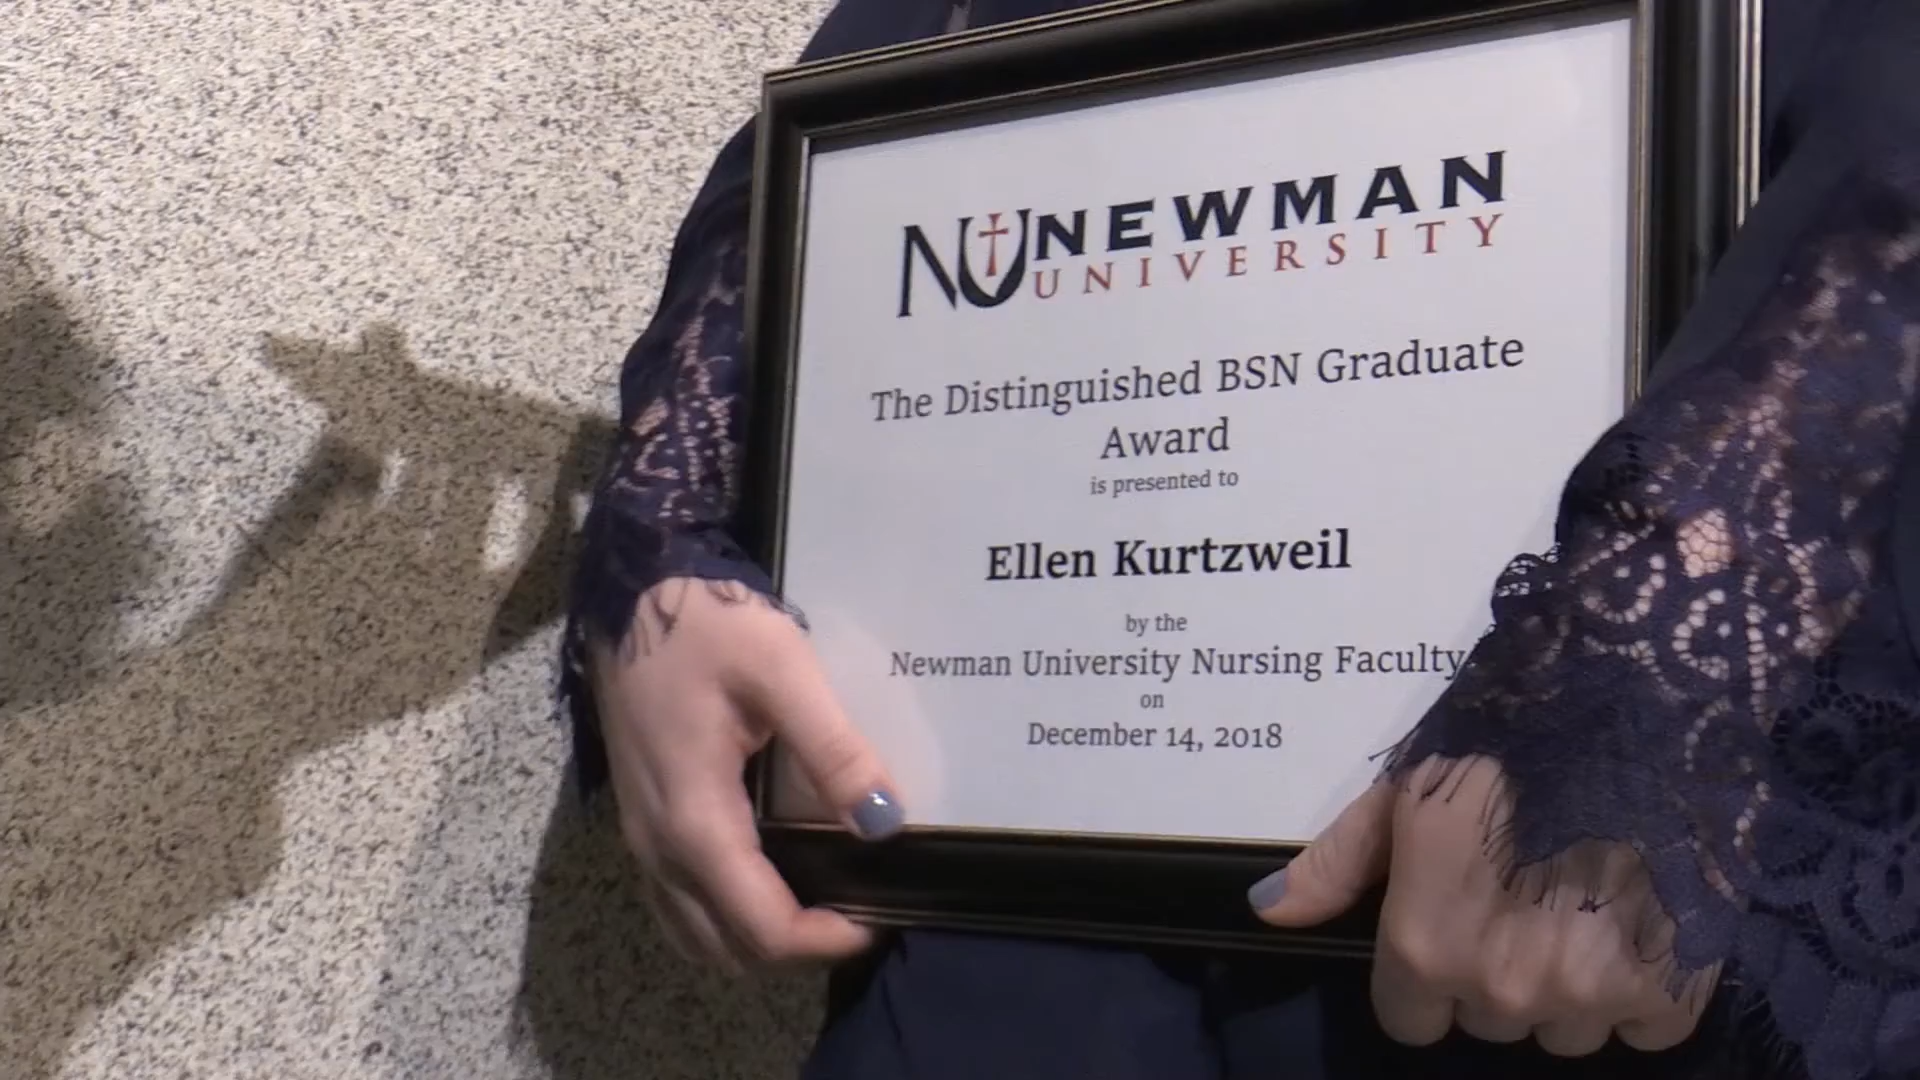 NU NEWMAN
UNIVERSITY
The Distinguished BSN Graduate
Award
is presented to
Ellen Kurtzweil
by the
Newman University Nursing Faculty
on
December 14, 2018